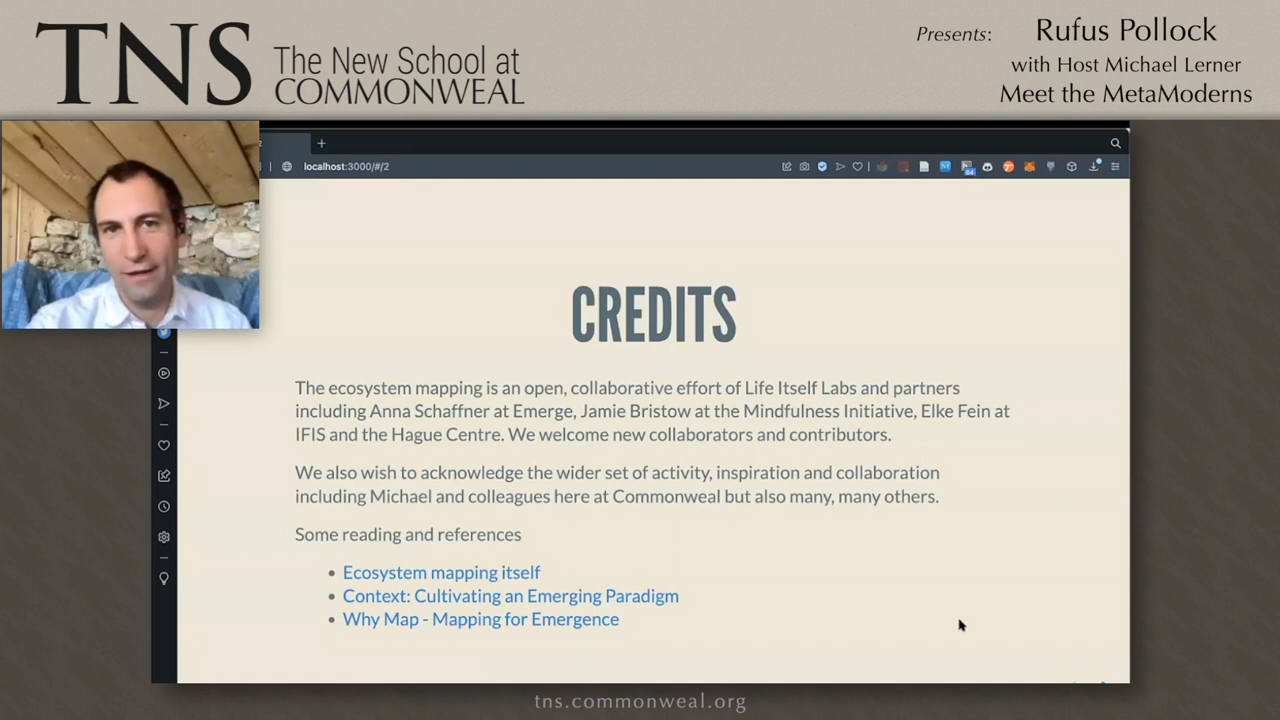 TNS
The New School at
COMMONWEAL
Presents: Rufus Pollock
with Host Michael Lerner
Meet the MetaModerns
localhost:3000/#/2
CREDITS
The ecosystem mapping is an open, collaborative effort of Life Itself Labs and partners
including Anna Schaffner at Emerge, Jamie Bristow at the Mindfulness Initiative, Elke Fein at
IFIS and the Hague Centre. We welcome new collaborators and contributors.
We also wish to acknowledge the wider set of activity, inspiration and collaboration
including Michael and colleagues here at Commonweal but also many, many others.
Some reading and references
• Ecosystem mapping itself
• Context: Cultivating an Emerging Paradigm
• Why Map - Mapping for Emergence
tns.commonweal.org